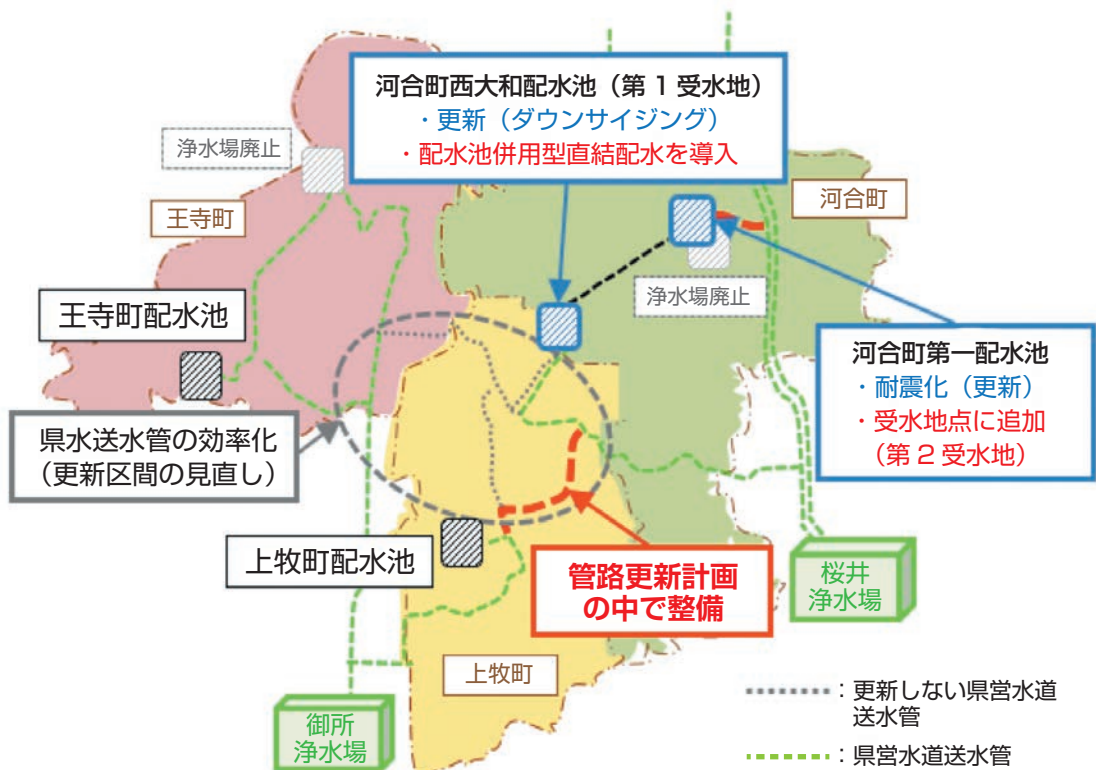 河合町西大和配水池（第 1 受水地）
・更新（ダウンサイジング）
・配水池併用型直結配水を導入
浄水場廃止
王寺町
河合町
浄水場廃止
王寺町配水池
河合町第一配水池
・耐震化（更新）
・受水地点に追加
（第 2 受水地）
県水送水管の効率化
（更新区間の見直し）
上牧町配水池
管路更新計画
の中で整備
桜井
浄水場
上牧町
御所
浄水場
：更新しない県営水道
送水管
：県営水道送水管